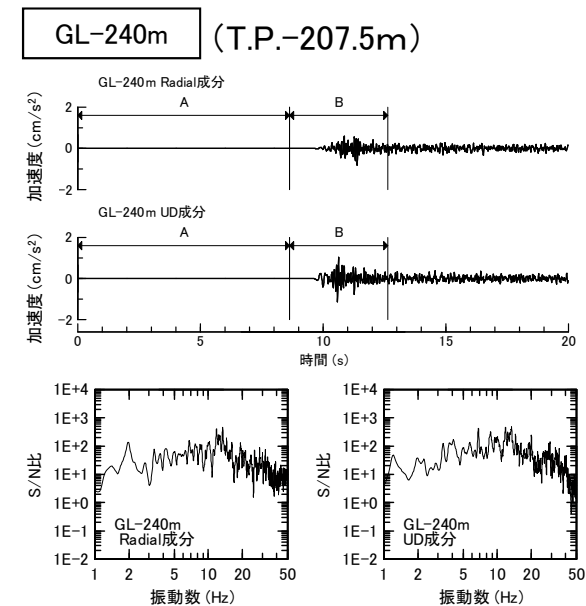 GL-240m (T.P.-207.5m)
GL-240m Radial成分
A B
加速度(cm/s²)
2
0
-2
GL-240m UD成分
A B
加速度(cm/s²)
2
0
-2
0 5 10 15 20
時間(s)
S/N比
1E+4
1E+3
1E+2
1E+1
1E+0
1E-1
1E-2
GL-240m
Radial成分
1 2 5 10 20 50
振動数(Hz)
S/N比
1E+4
1E+3
1E+2
1E+1
1E+0
1E-1
1E-2
GL-240m
UD成分
1 2 5 10 20 50
振動数(Hz)